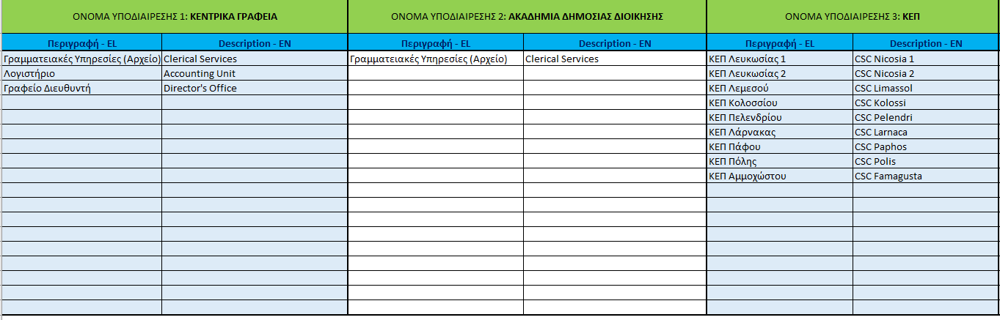 ΟΝΟΜΑ ΥΠΟΔΙΑΙΡΕΣΗΣ 1: ΚΕΝΤΡΙΚΑ ΓΡΑΦΕΙΑ ΟΝΟΜΑ ΥΠΟΔΙΑΙΡΕΣΗΣ 2: ΑΚΑΔΗΜΙΑ ΔΗΜΟΣΙΑΣ ΔΙΟΙΚΗΣΗΣ ΟΝΟΜΑ ΥΠΟΔΙΑΙΡΕΣΗΣ 3: ΚΕΠ
Περιγραφή - EL Description - EN Περιγραφή - EL Description - EN Περιγραφή - EL Description - EN
Γραμματειακές Υπηρεσίες (Αρχείο) Clerical Services Γραμματειακές Υπηρεσίες (Αρχείο) Clerical Services ΚΕΠ Λευκωσίας 1 CSC Nicosia 1
Λογιστήριο Accounting Unit ΚΕΠ Λευκωσίας 2 CSC Nicosia 2
Γραφείο Διευθυντή Director's Office ΚΕΠ Λεμεσού CSC Limassol
ΚΕΠ Κολοσσίου CSC Kolossi
ΚΕΠ Πελενδρίου CSC Pelendri
ΚΕΠ Λάρνακας CSC Larnaca
ΚΕΠ Πάφου CSC Paphos
ΚΕΠ Πόλης CSC Polis
ΚΕΠ Αμμοχώστου CSC Famagusta